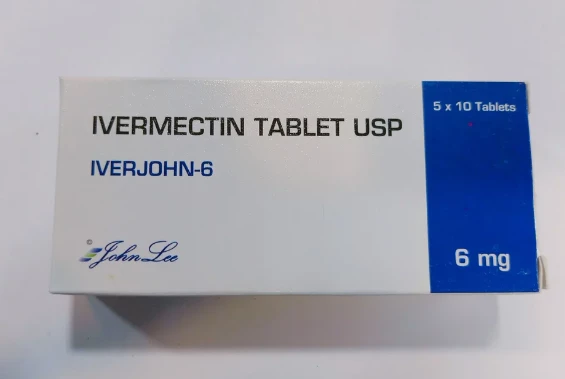 5 x 10 Tablets
IVERMECTIN TABLET USP
IVERJOHN-6
© John Lee
6 mg